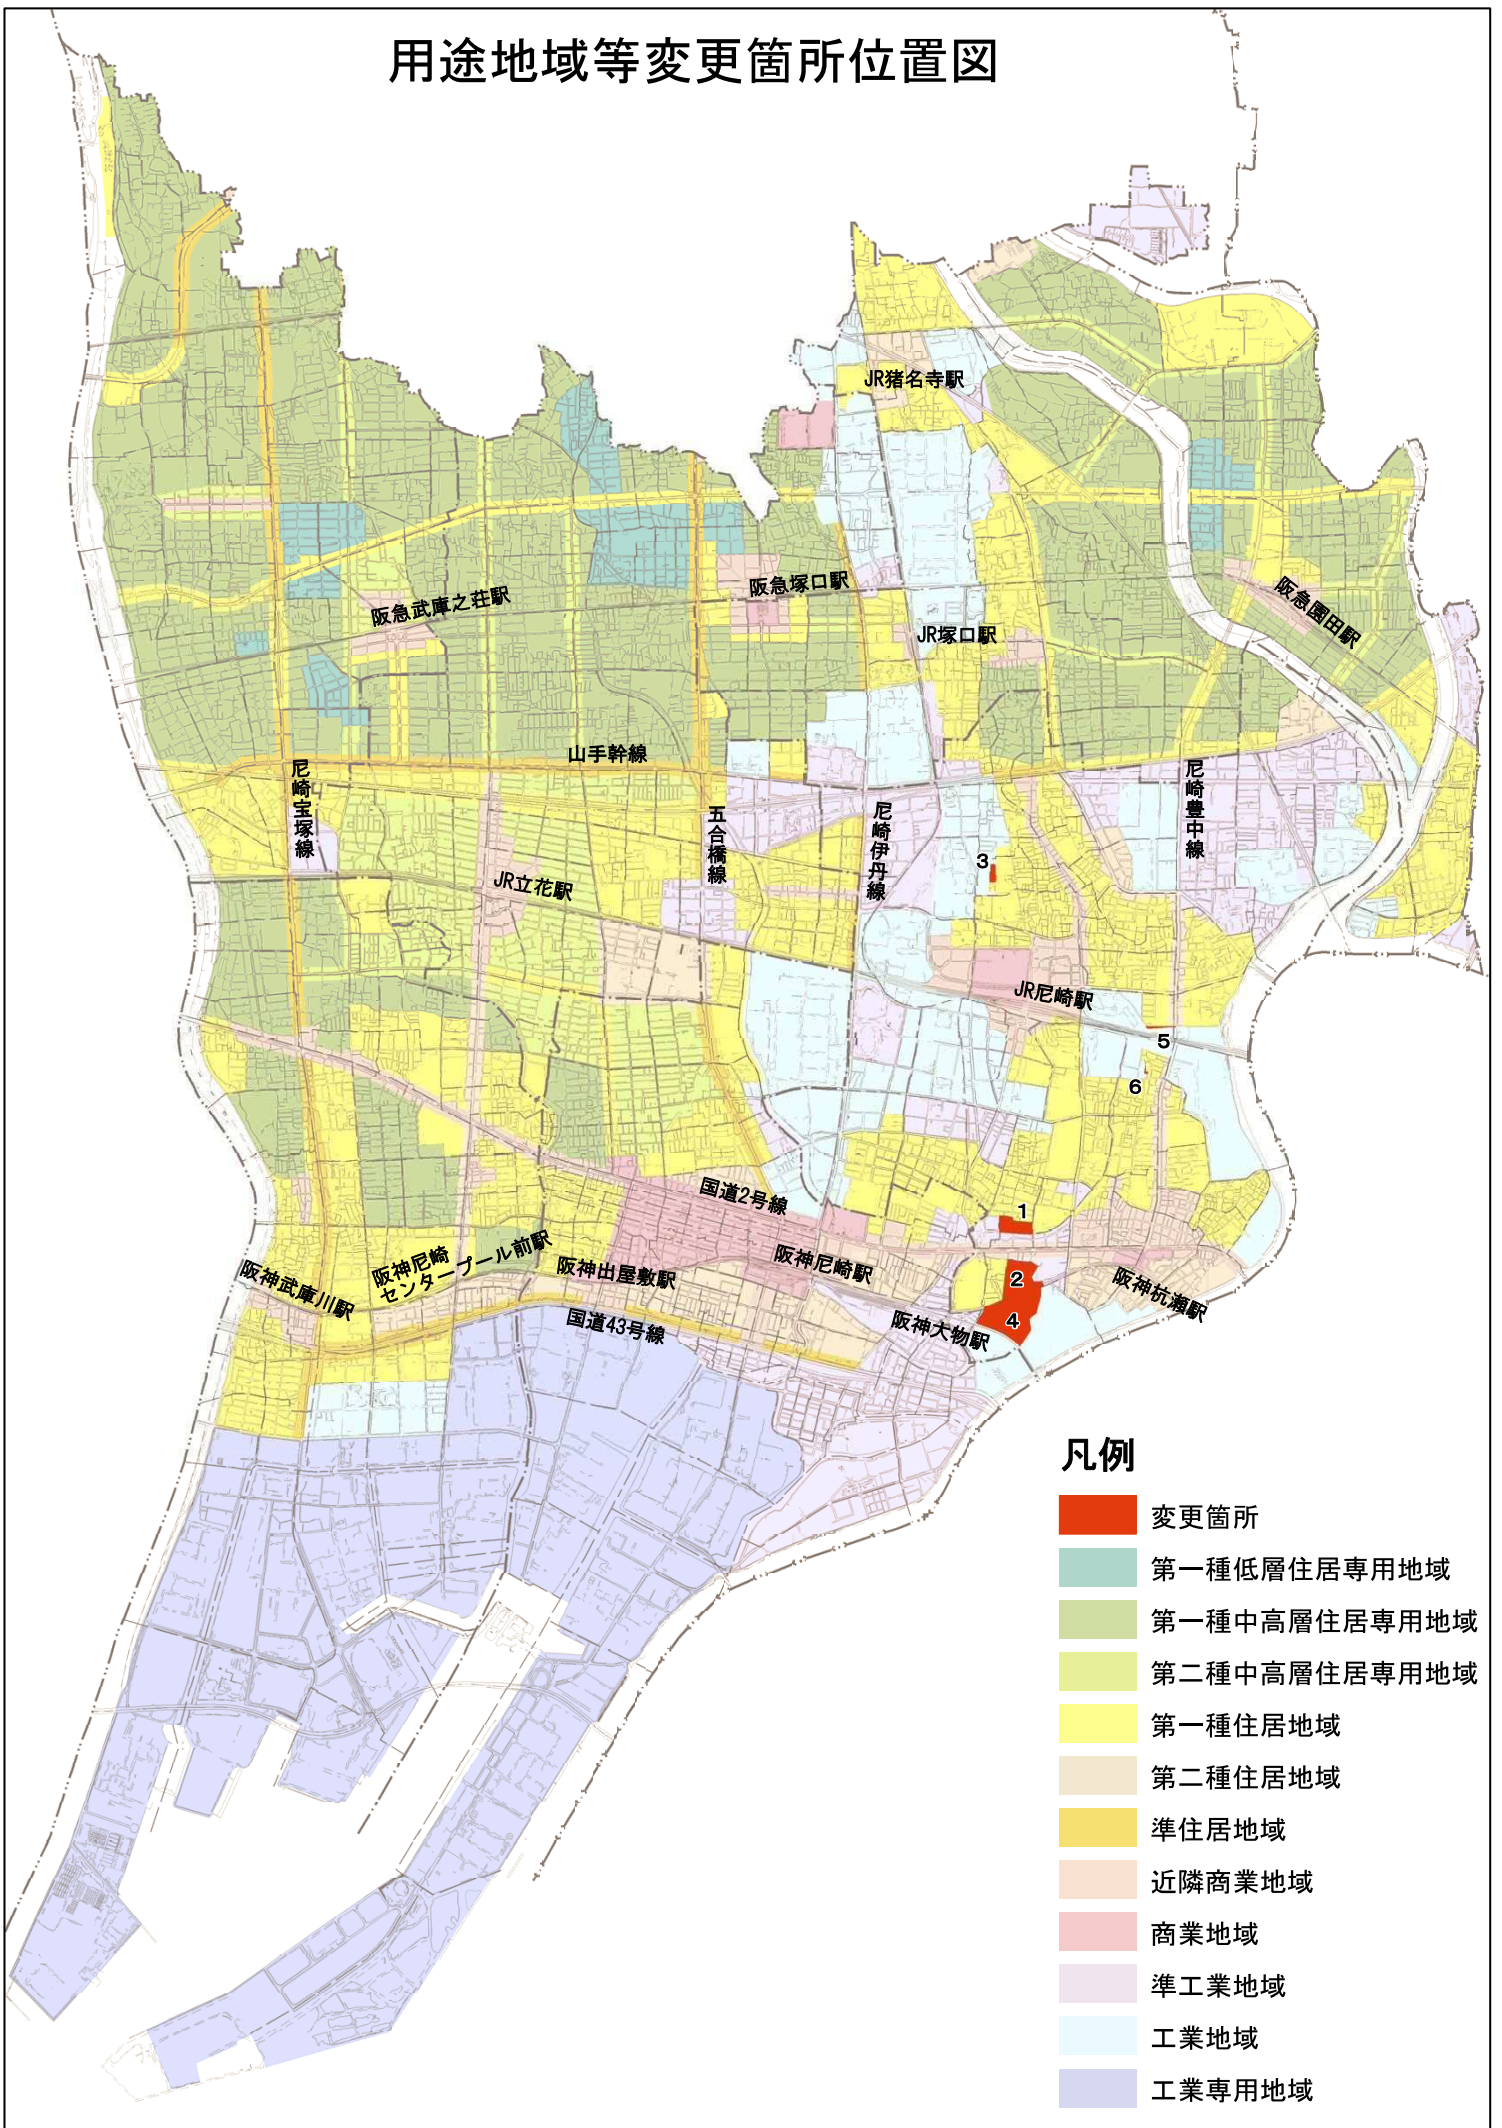 用途地域等変更箇所位置図
JR猪名寺駅
阪急塚口駅
阪急武庫之荘駅
阪急園田駅
JR塚口駅
山手幹線
尼崎宝塚線
五合橋線
尼崎伊丹線
尼崎豊中線
3
JR立花駅
JR尼崎駅
5
6
国道2号線
1
阪神尼崎
センタープール前駅
阪神武庫川駅
阪神出屋敷駅
阪神尼崎駅
2
阪神杭瀬駅
4
阪神大物駅
国道43号線
凡例
変更箇所
第一種低層住居専用地域
第一種中高層住居専用地域
第二種中高層住居専用地域
第一種住居地域
第二種住居地域
準住居地域
近隣商業地域
商業地域
準工業地域
工業地域
工業専用地域